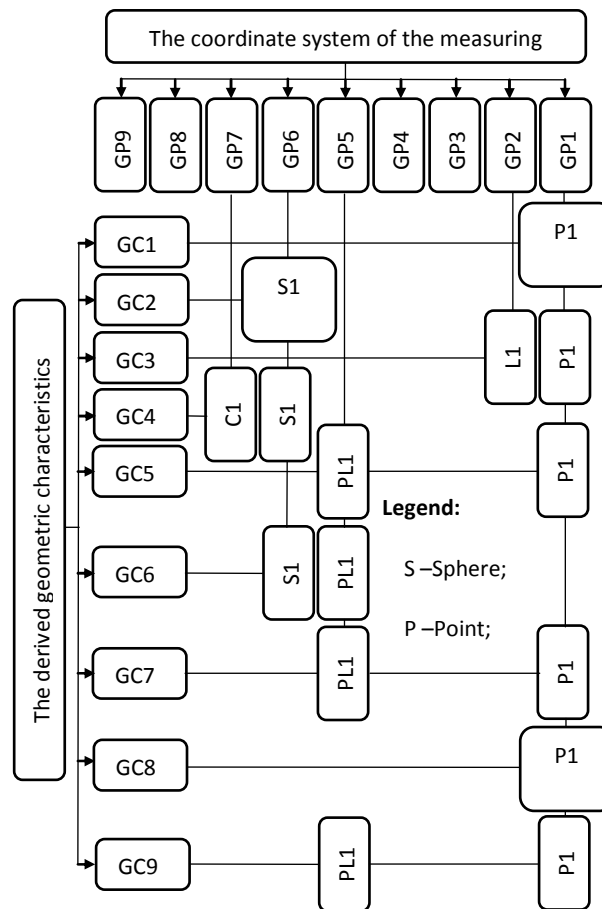 The coordinate system of the measuring
GP9 GP8 GP7 GP6 GP5 GP4 GP3 GP2 GP1
P1
GC1
S1
GC2
GC3
L1 P1
C1 S1
GC4
PL1 P1
GC5
Legend:
S –Sphere;
GC6
S1 PL1
P –Point;
GC7
PL1 P1
P1
GC8
GC9
PL1 P1
The derived geometric characteristics